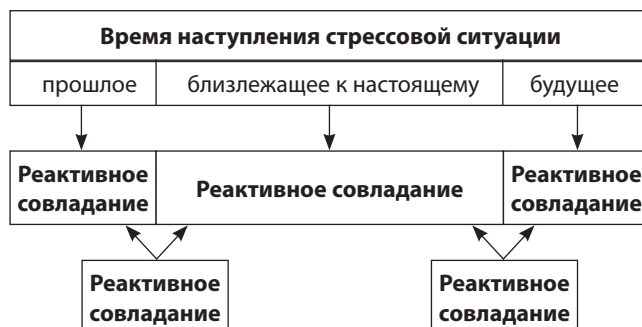 Время наступления стрессовой ситуации
прошлое
близлежащее к настоящему
будущее
Реактивное
совладание
Реактивное совладание
Реактивное
совладание
Реактивное
совладание
Реактивное
совладание